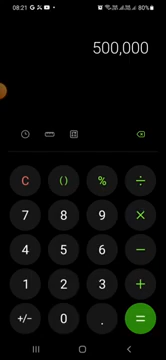 08:21 80%
500,000
C () % ÷
7 8 9 ×
4 5 6 −
1 2 3 +
+/− 0 . =